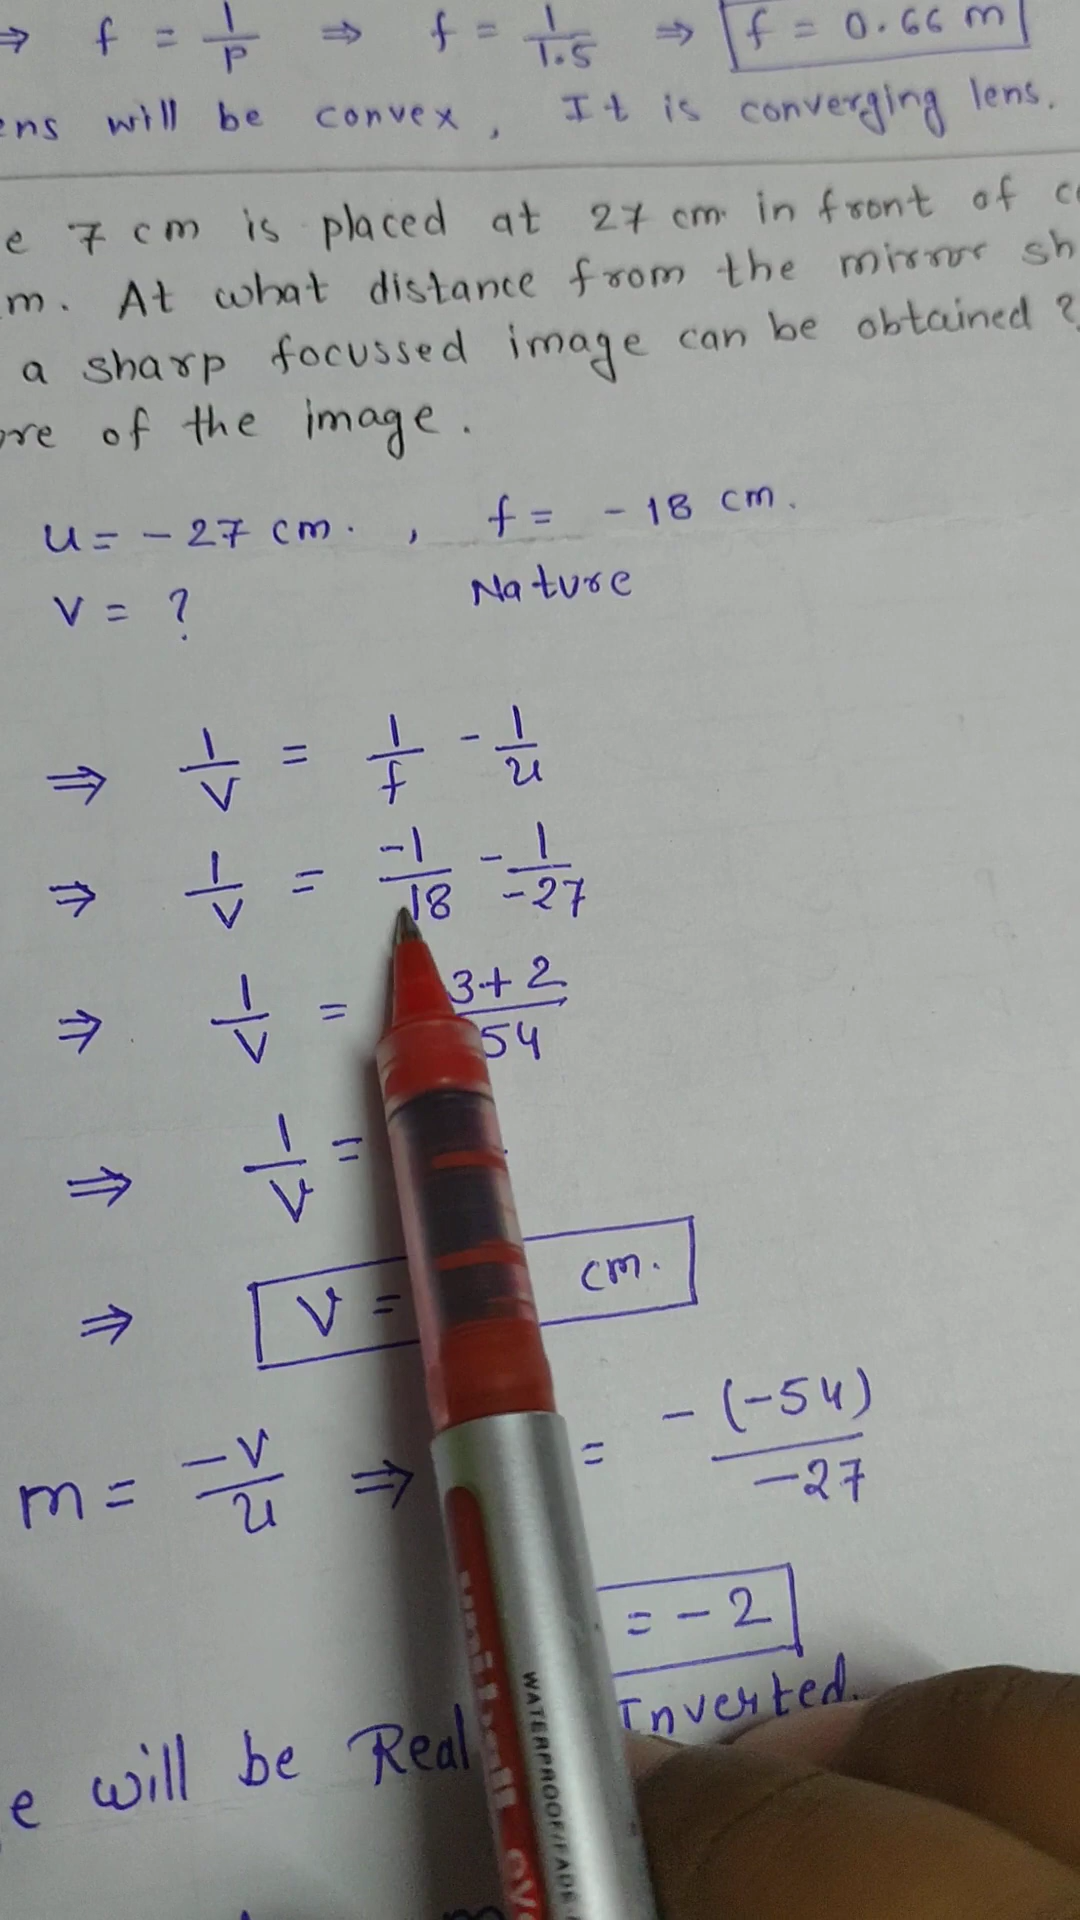 ⇒ f = 1/P ⇒ f = 1/1.5 ⇒ f = 0.66 m
ens will be convex, It is converging lens.
e 7 cm is placed at 27 cm in front of c
m. At what distance from the mirror sh
a sharp focussed image can be obtained ?
re of the image.
u = - 27 cm. , f = - 18 cm.
v = ? Nature
⇒ 1/v = 1/f - 1/u
⇒ 1/v = -1/18 - 1/-27
⇒ 1/v = 3+2/54
⇒ 1/v =
⇒ v = cm.
m = -v/u ⇒ = -(-54)/-27
= -2
e will be Real Inverted.
WATERPROOF/FADE